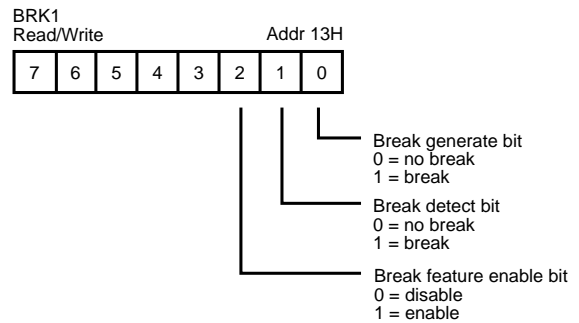 BRK1
Read/Write Addr 13H
7 6 5 4 3 2 1 0
Break generate bit
0 = no break
1 = break
Break detect bit
0 = no break
1 = break
Break feature enable bit
0 = disable
1 = enable